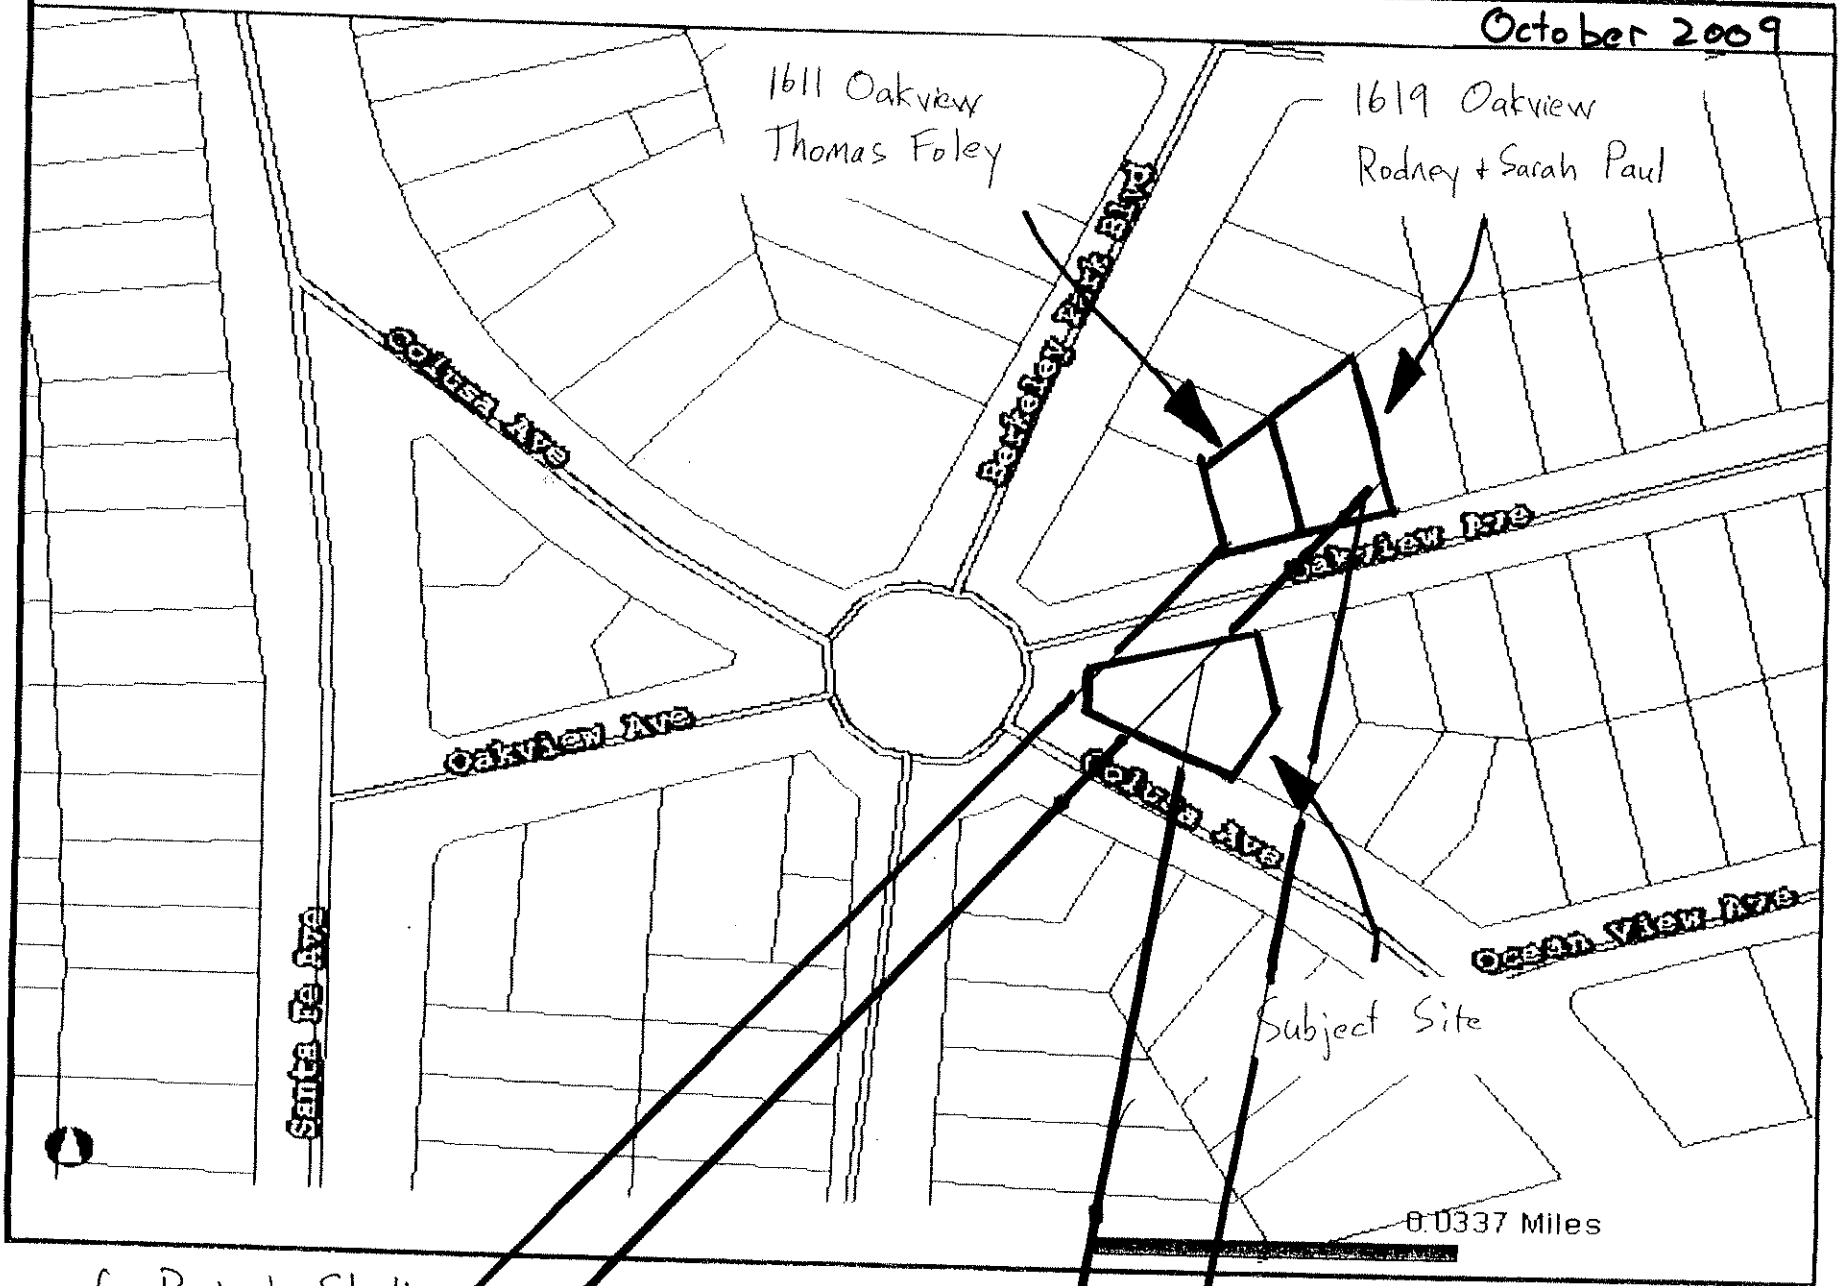 October 2009
1611 Oakview
Thomas Foley
1619 Oakview
Rodney + Sarah Paul
Berkeley Park Blvd
Colusa Ave
Oakview Ave
Oakview Ave
Colusa Ave
Ocean View Ave
Santa Fe Ave
Subject Site
0.0337 Miles